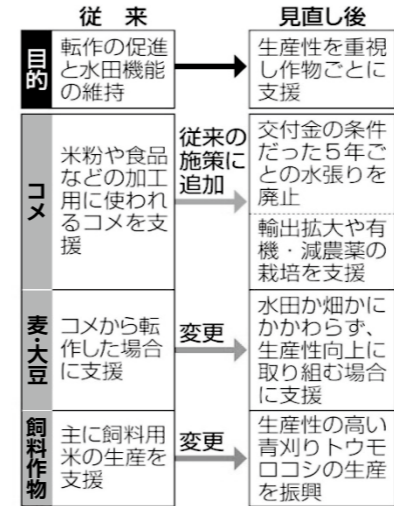 従来
見直し後
目的
転作の促進
と水田機能
の維持
生産性を重視
し作物ごとに
支援
コメ
米粉や食品
などの加工
用に使われ
るコメを支
援
従来の
施策に
追加
交付金の条件
だった5年ご
との水張りを
廃止
輸出拡大や有
機・減農薬の
栽培を支援
麦・大豆
コメから転
作した場合
に支援
変更
水田か畑かに
かかわらず、
生産性向上に
取り組む場合
に支援
飼料作物
主に飼料用
米の生産を
支援
変更
生産性の高い
青刈りトウモ
ロコシの生産
を振興